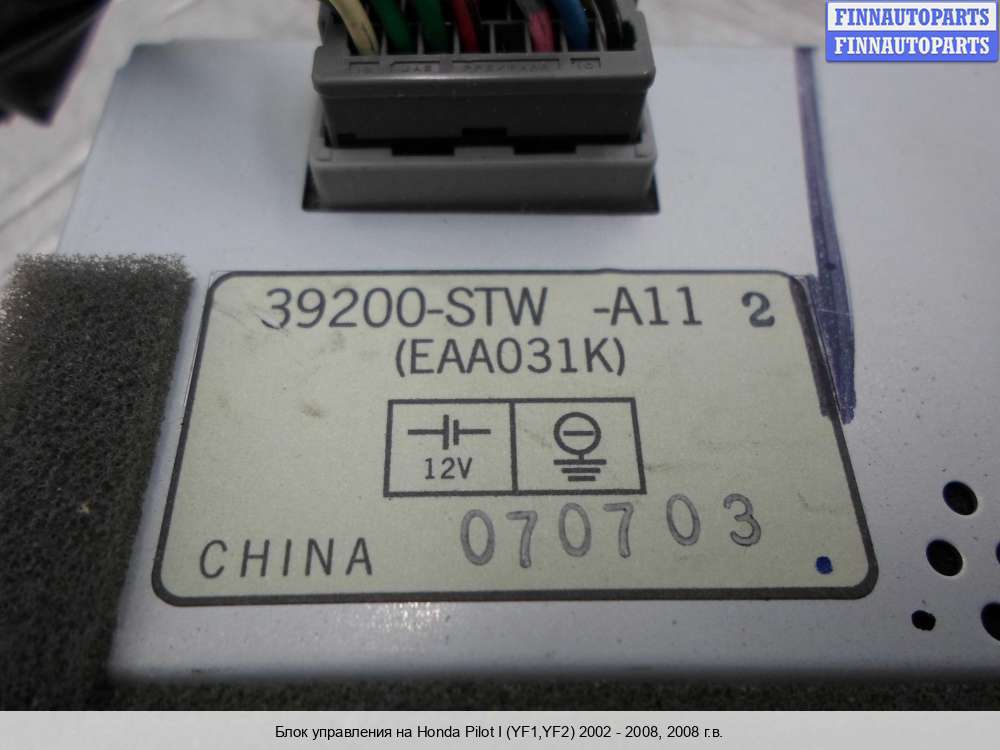 FINNAUTOPARTS
FINNAUTOPARTS
39200-STW -A11 2
(EAA031K)
12V
070703
CHINA
Блок управления на Honda Pilot I (YF1,YF2) 2002 - 2008, 2008 г.в.